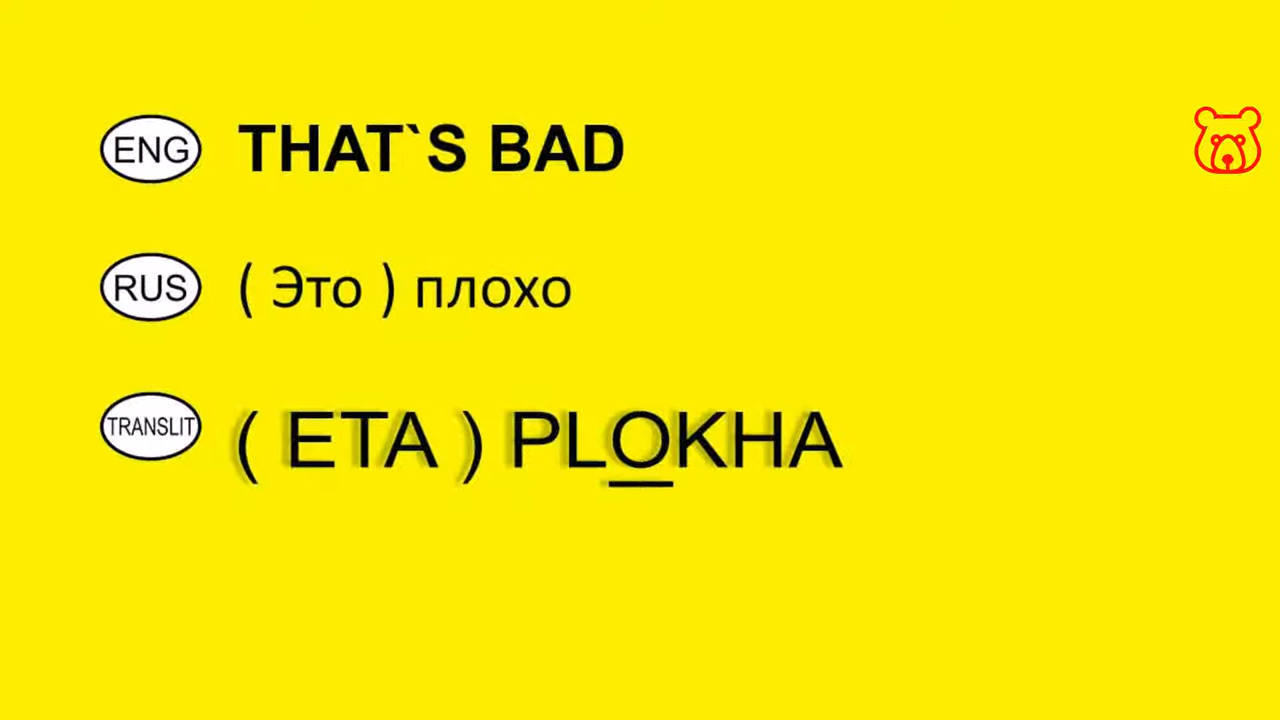 ENG THAT`S BAD
RUS ( Это ) плохо
TRANSLIT ( ETA ) PLOKHA